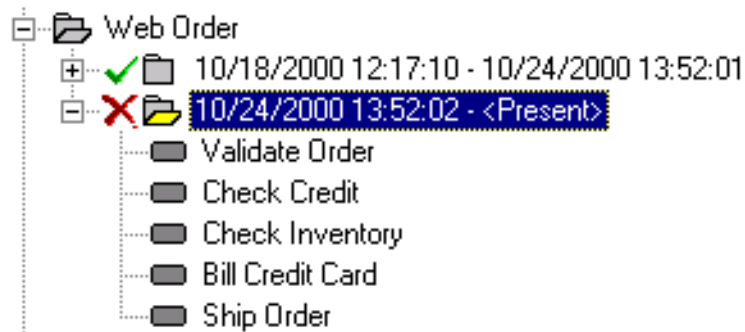 Web Order
10/18/2000 12:17:10 - 10/24/2000 13:52:01
10/24/2000 13:52:02 - <Present>
Validate Order
Check Credit
Check Inventory
Bill Credit Card
Ship Order